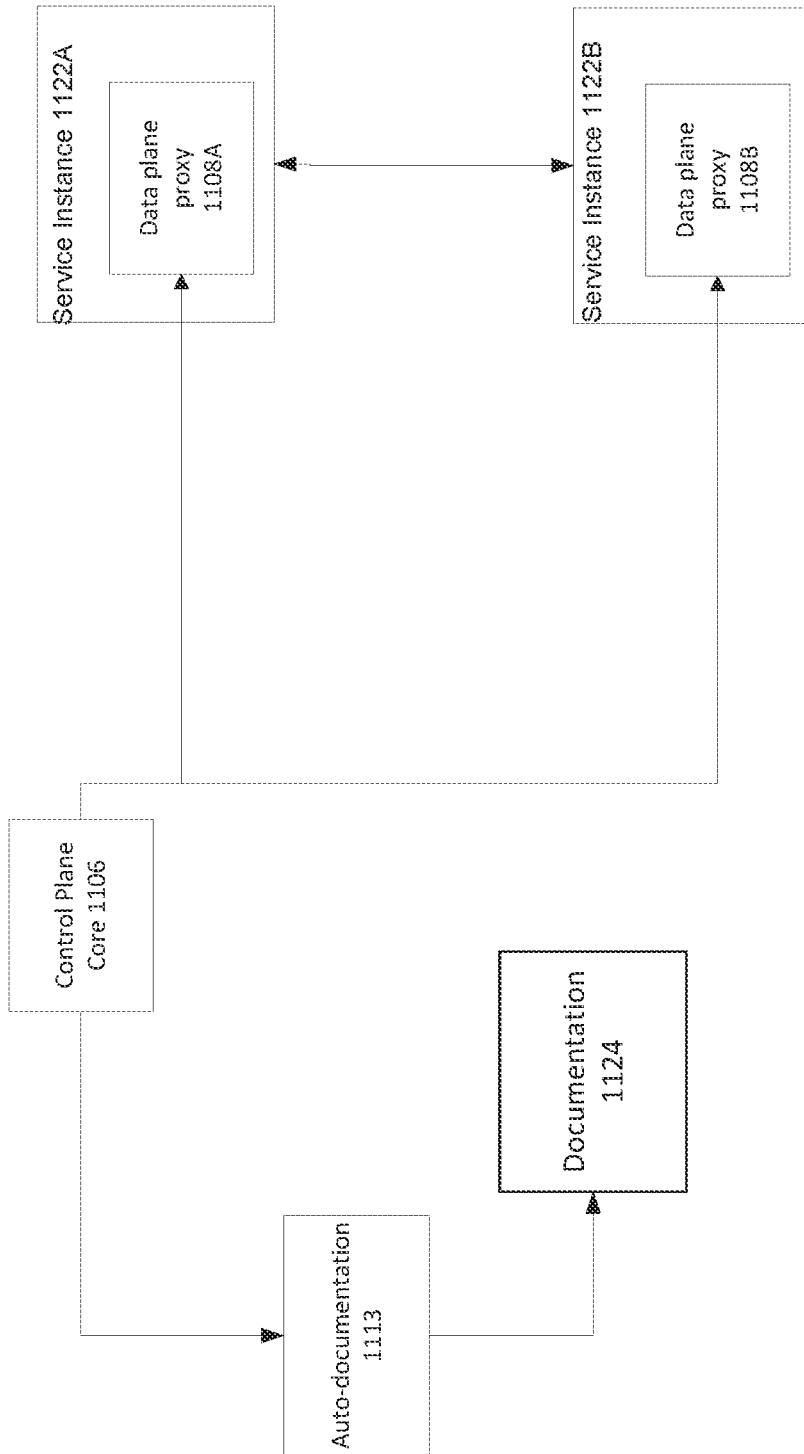 Control Plane
Core 1106
Auto-documentation
1113
Documentation
1124
Service Instance 1122A
Data plane
proxy
1108A
Service Instance 1122B
Data plane
proxy
1108B